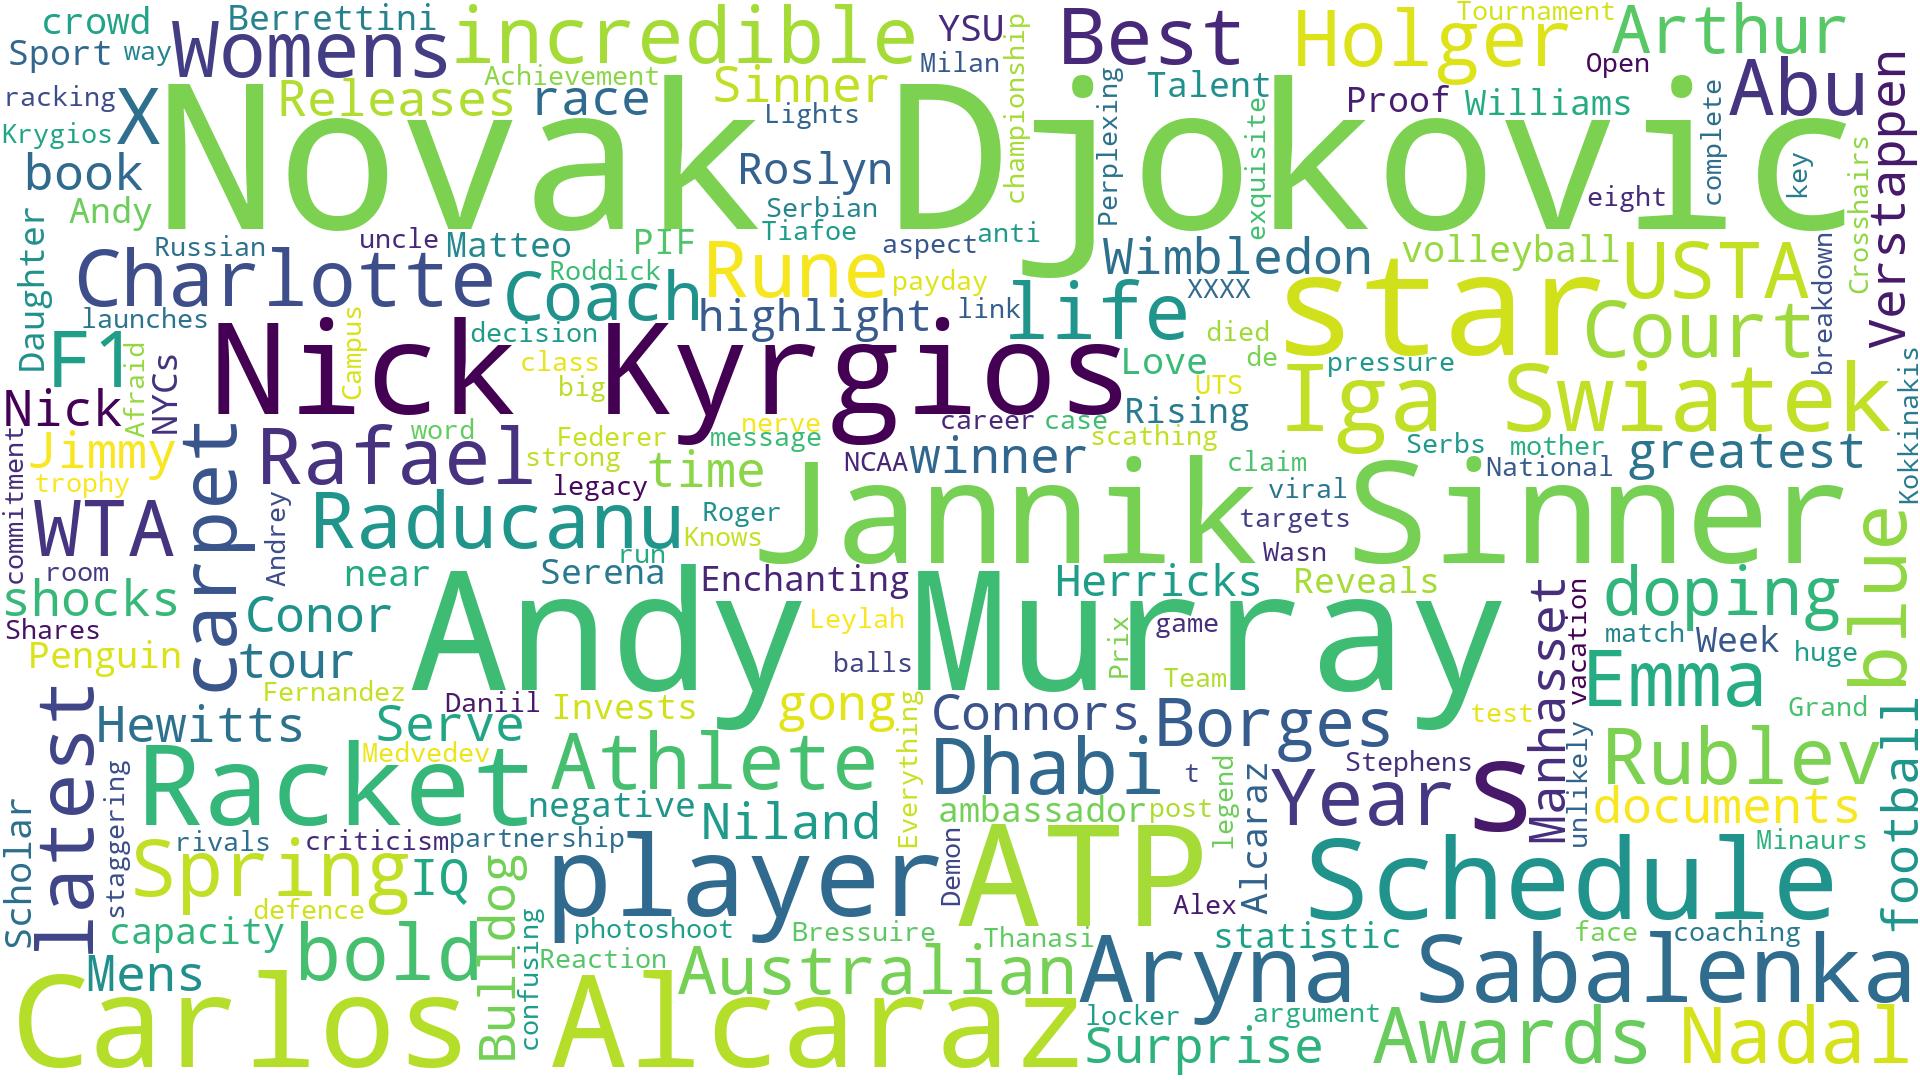 crowd Berrettini Womens incredible YSU Best Holger Tournament Arthur
Sport way Achievement Sinner Milan championship Perplexing Talent Open Abu Verstappen
racking X Releases race Lights Proof Williams complete
Krygios Novak Djokovic exquisite Crosshairs
book Roslyn eight key
Andy Serbian
Daughter Russian uncle Matteo PIF Tiafoe aspect anti Wimbledon volleyball USTA breakdown
Charlotte Coach Roddick Rune payday XXXX star
launches highlight link life Court
F1 Campus decision died
Afraid NYCs Nick Kyrgios class Love de pressure Kokkinakis
Nick big UTS Iga Swiatek
carpet word nerve career case Rising
commitment Jimmy Rafael Federer message scathing Serbs mother greatest
trophy strong time NCAA winner claim National
WTA Andrey legacy Jannik Sinner viral
Raducanu Roger targets blue
run Knows Wasn
room near Serena Enchanting Herricks Reveals Manhasset vacation doping
shocks Conor Andy Murray Leylah Prix
Shares game match Week
Penguin tour balls Team Emma huge
latest Fernandez Daniil Invests gong Everything Connors Borges test unlikely Grand football
Hewitts Serve
Racket Medvedev Athlete Dhabi t legend Alcaraz Year Stephens s Rublev
Scholar staggering negative Niland ambassador post documents
rivals criticism partnership Minaurs
Spring IQ Bulldog player Demon ATP Schedule
defence Alex
capacity bold confusing photoshoot Bressuire Thanasi statistic face coaching
Mens Reaction Australian Aryna Sabalenka
Carlos Alcaraz locker argument
Surprise Awards Nadal